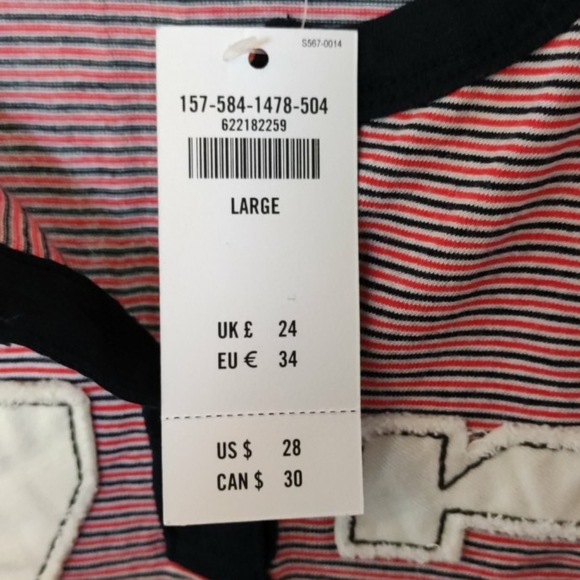 S567-0014
157-584-1478-504
622182259
LARGE
UK £ 24
EU € 34
US $ 28
CAN $ 30